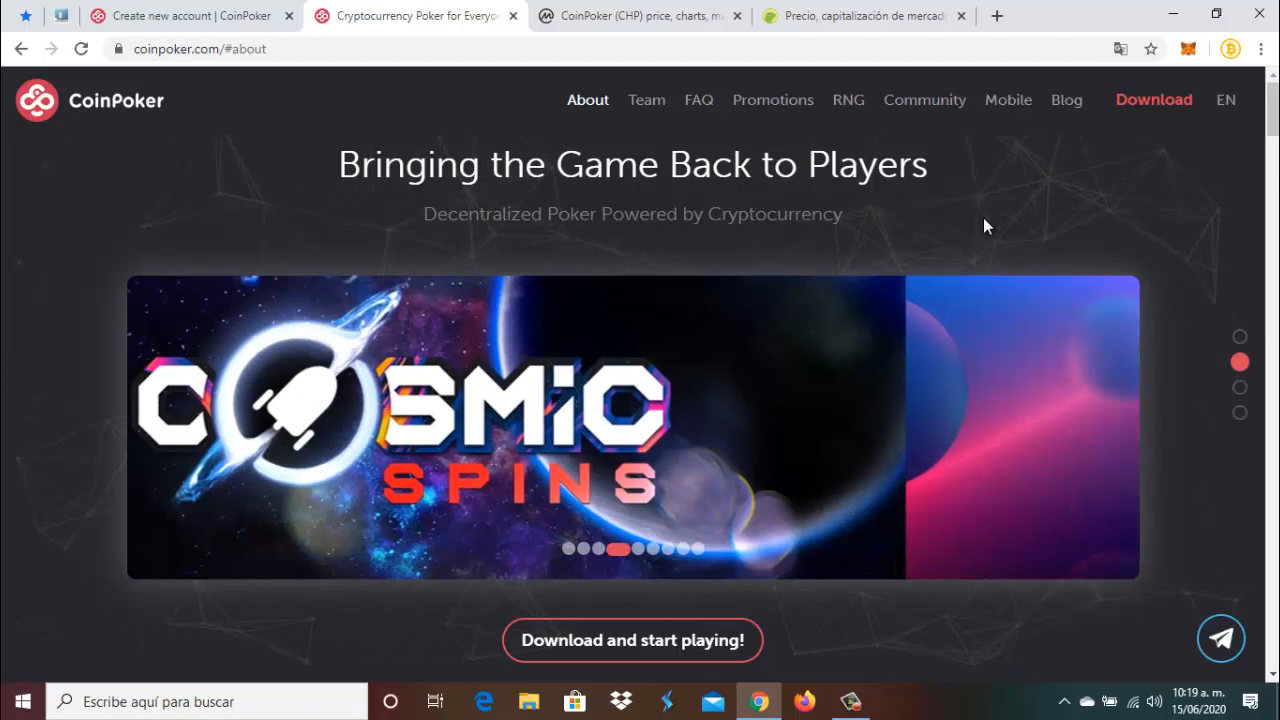 Create new account | CoinPoker
Cryptocurrency Poker for Everyo
CoinPoker (CHP) price, charts, ma
Precio, capitalización de mercad
coinpoker.com/#about
CoinPoker
About
Team
FAQ
Promotions
RNG
Community
Mobile
Blog
Download
EN
Bringing the Game Back to Players
Decentralized Poker Powered by Cryptocurrency
COSMIC
SPINS
Download and start playing!
Escribe aquí para buscar
10:19 a. m.
15/06/2020